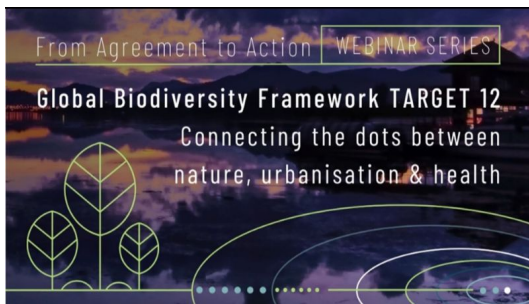 From Agreement to Action WEBINAR SERIES
Global Biodiversity Framework TARGET 12
Connecting the dots between
nature, urbanisation & health